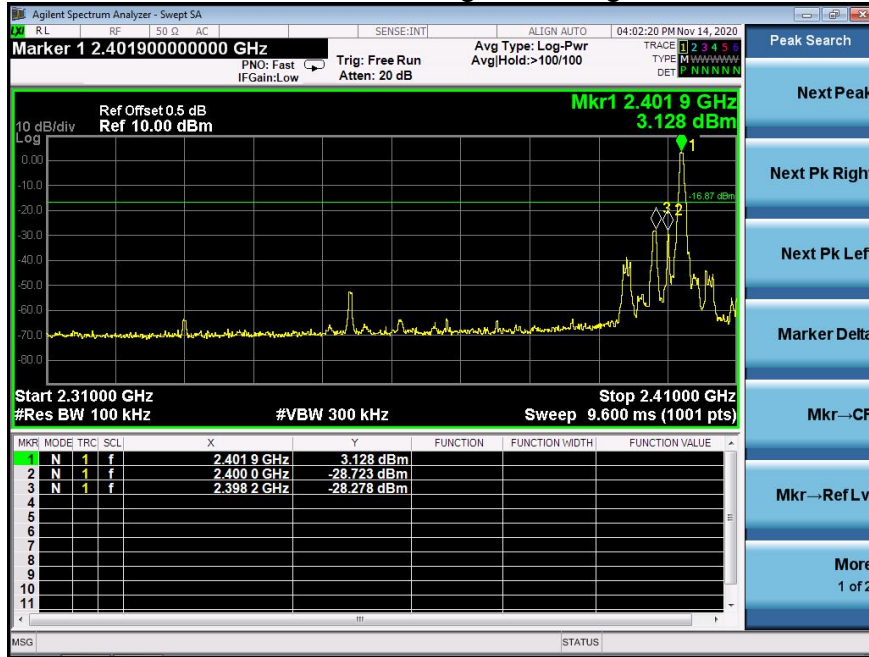 Agilent Spectrum Analyzer - Swept SA
LXI RL RF 50 Ω AC SENSE:INT ALIGN AUTO 04:02:20 PM Nov 14, 2020
Marker 1 2.401900000000 GHz
PNO: Fast
IFGain:Low
Trig: Free Run
Atten: 20 dB
Avg Type: Log-Pwr
Avg|Hold:>100/100
TRACE 1 2 3 4 5 6
TYPE M WWWWW
DET P N N N N N
Peak Search
Next Peak
Next Pk Righ
Next Pk Lef
Marker Delta
Mkr→CF
Mkr→Ref Lv
More
1 of 2
Ref Offset 0.5 dB
10 dB/div Ref 10.00 dBm
Log
Mkr1 2.401 9 GHz
3.128 dBm
1
0.00
-10.0
-16.87 dBm
-20.0
3 2
-30.0
-40.0
-50.0
-60.0
-70.0
-80.0
Start 2.31000 GHz Stop 2.41000 GHz
#Res BW 100 kHz #VBW 300 kHz Sweep 9.600 ms (1001 pts)
MKR MODE TRC SCL X Y FUNCTION FUNCTION WIDTH FUNCTION VALUE
1 N 1 f 2.401 9 GHz 3.128 dBm
2 N 1 f 2.400 0 GHz -28.723 dBm
3 N 1 f 2.398 2 GHz -28.278 dBm
4
5
6
7
8
9
10
11
MSG STATUS